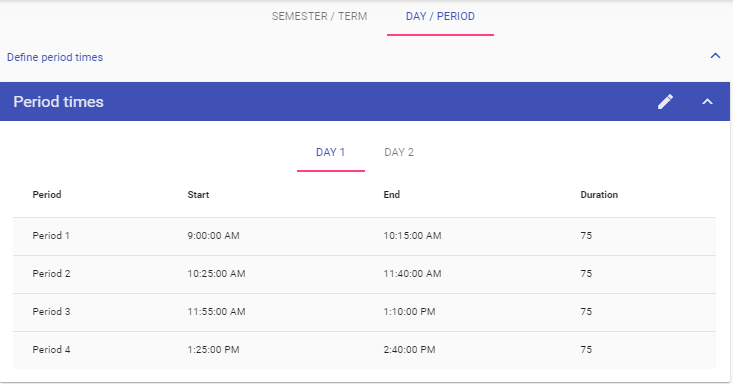 SEMESTER / TERM DAY / PERIOD
Define period times
Period times
DAY 1 DAY 2
Period Start End Duration
Period 1 9:00:00 AM 10:15:00 AM 75
Period 2 10:25:00 AM 11:40:00 AM 75
Period 3 11:55:00 AM 1:10:00 PM 75
Period 4 1:25:00 PM 2:40:00 PM 75